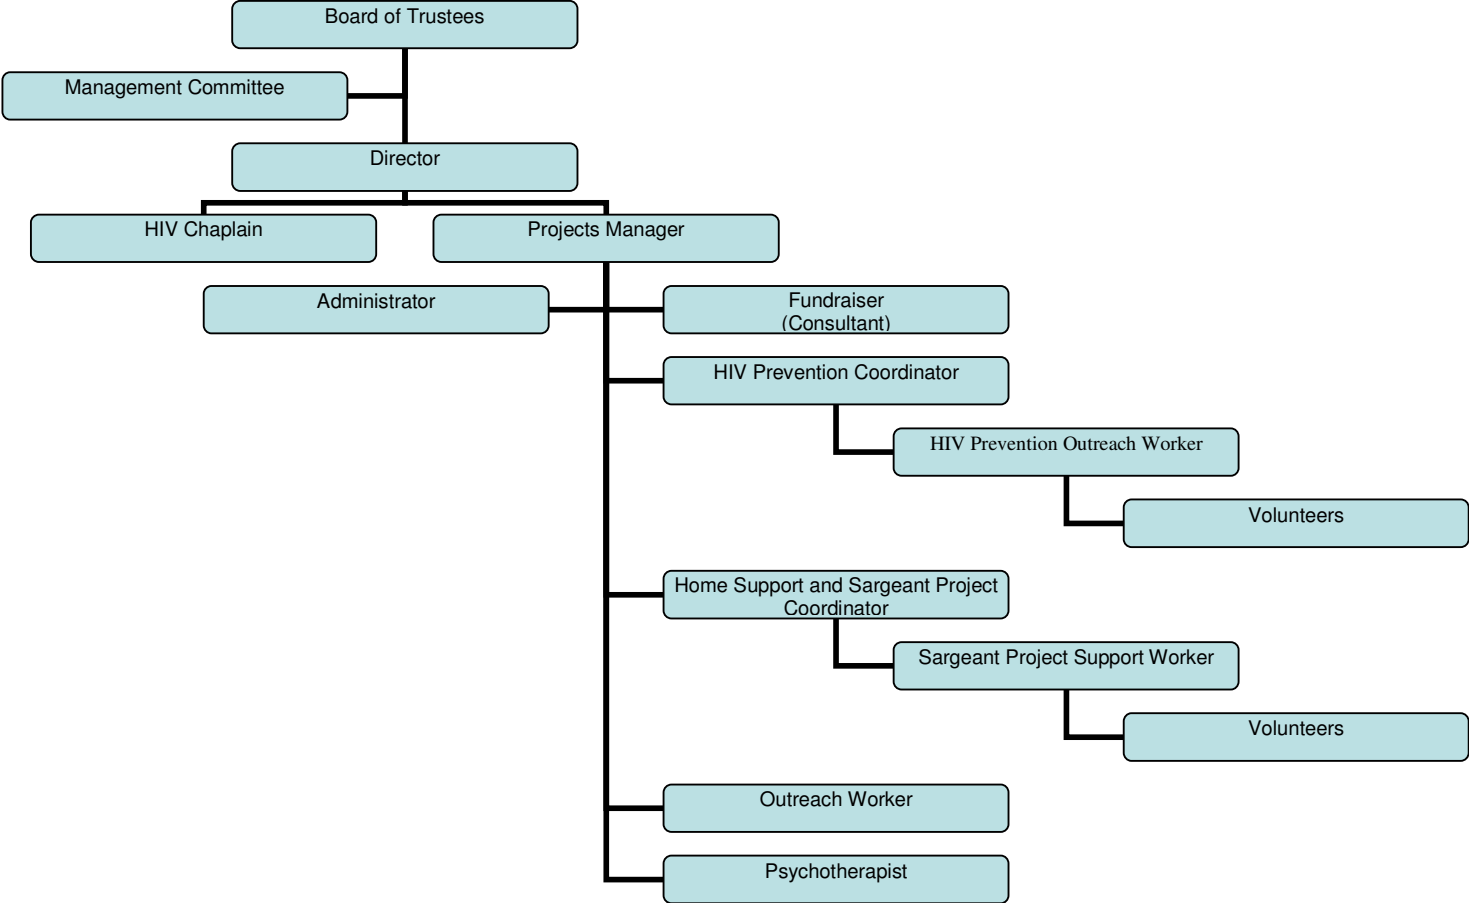 Board of Trustees
Management Committee
Director
HIV Chaplain
Projects Manager
Administrator
Fundraiser
(Consultant)
HIV Prevention Coordinator
HIV Prevention Outreach Worker
Volunteers
Home Support and Sargeant Project
Coordinator
Sargeant Project Support Worker
Volunteers
Outreach Worker
Psychotherapist